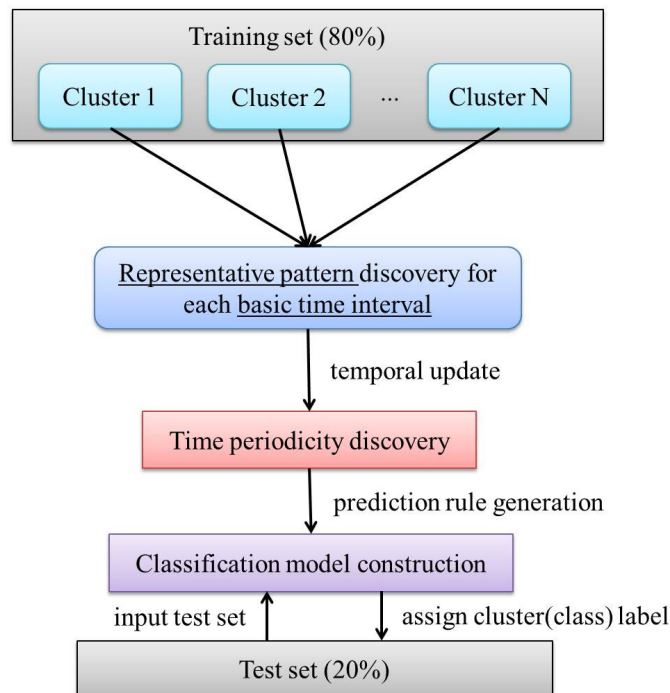 Training set (80%)
Cluster 1
Cluster 2
...
Cluster N
Representative pattern discovery for
each basic time interval
temporal update
Time periodicity discovery
prediction rule generation
Classification model construction
input test set
assign cluster(class) label
Test set (20%)